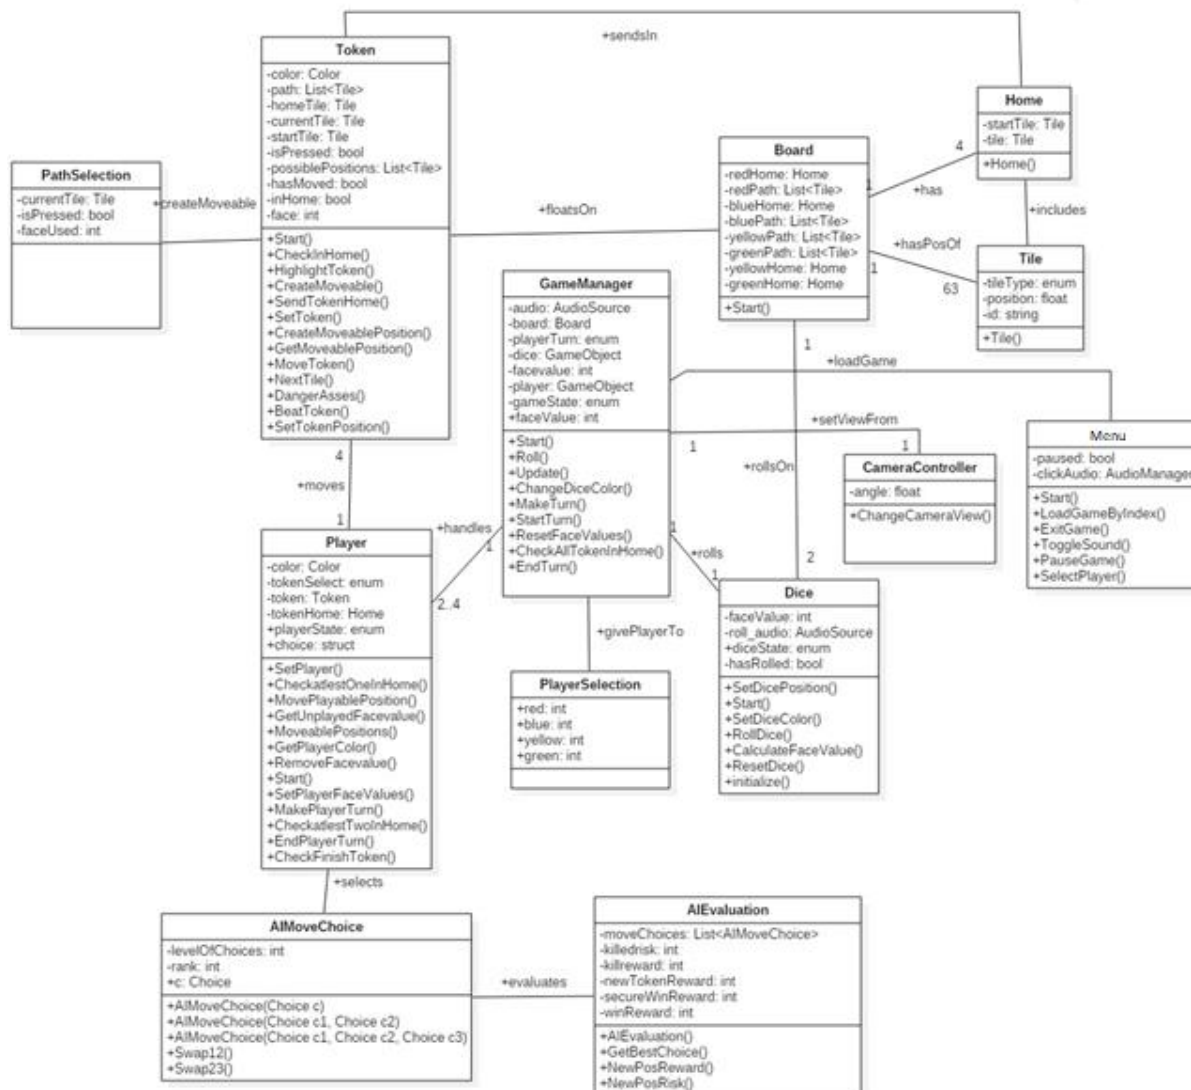 +sendsIn
Token
-color: Color
-path: List<Tile>
-homeTile: Tile
-currentTile: Tile
-startTile: Tile
-isPressed: bool
-possiblePositions: List<Tile>
-hasMoved: bool
-inHome: bool
-face: int
+Start()
+CheckInHome()
+HighlightToken()
+CreateMoveable()
+SendTokenHome()
+SetToken()
+CreateMoveablePosition()
+GetMoveablePosition()
+MoveToken()
+NextTile()
+DangerAsses()
+BeatToken()
+SetTokenPosition()
Home
-startTile: Tile
-tile: Tile
+Home()
Board
-redHome: Home
-redPath: List<Tile>
-blueHome: Home
-bluePath: List<Tile>
-yellowPath: List<Tile>
-greenPath: List<Tile>
-yellowHome: Home
-greenHome: Home
+Start()
4
1
+has
PathSelection
-currentTile: Tile
-isPressed: bool
-faceUsed: int
+createMoveable
+floatsOn
+includes
+hasPosOf
1
63
Tile
-tileType: enum
-position: float
-id: string
+Tile()
GameManager
-audio: AudioSource
-board: Board
-playerTurn: enum
-dice: GameObject
-facevalue: int
-player: GameObject
-gameState: enum
+faceValue: int
+Start()
+Roll()
+Update()
+ChangeDiceColor()
+MakeTurn()
+StartTurn()
+ResetFaceValues()
+CheckAllTokenInHome()
+EndTurn()
1
+loadGame
+setViewFrom
1
1
+rollsOn
2
Menu
-paused: bool
-clickAudio: AudioManager
+Start()
+LoadGameByIndex()
+ExitGame()
+ToggleSound()
+PauseGame()
+SelectPlayer()
CameraController
-angle: float
+ChangeCameraView()
4
+moves
1
+handles
1
2..4
1
+rolls
1
Player
-color: Color
-tokenSelect: enum
-token: Token
-tokenHome: Home
+playerState: enum
+choice: struct
+SetPlayer()
+CheckatlestOneInHome()
+MovePlayablePosition()
+GetUnplayedFacevalue()
+MoveablePositions()
+GetPlayerColor()
+RemoveFacevalue()
+Start()
+SetPlayerFaceValues()
+MakePlayerTurn()
+CheckatlestTwoInHome()
+EndPlayerTurn()
+CheckFinishToken()
Dice
-faceValue: int
-roll_audio: AudioSource
+diceState: enum
-hasRolled: bool
+SetDicePosition()
+Start()
+SetDiceColor()
+RollDice()
+CalculateFaceValue()
+ResetDice()
+initialize()
+givePlayerTo
PlayerSelection
+red: int
+blue: int
+yellow: int
+green: int
+selects
AIMoveChoice
-levelOfChoices: int
-rank: int
+c: Choice
+AIMoveChoice(Choice c)
+AIMoveChoice(Choice c1, Choice c2)
+AIMoveChoice(Choice c1, Choice c2, Choice c3)
+Swap12()
+Swap23()
+evaluates
AIEvaluation
-moveChoices: List<AIMoveChoice>
-killedrisk: int
-killreward: int
-newTokenReward: int
-secureWinReward: int
-winReward: int
+AIEvaluation()
+GetBestChoice()
+NewPosReward()
+NewPosRisk()